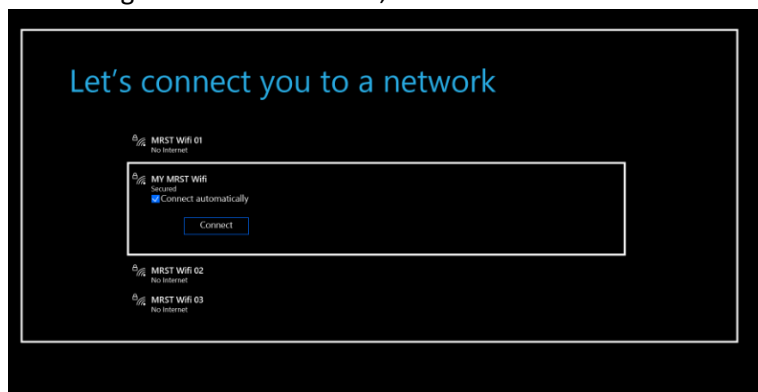 Let's connect you to a network
MRST Wifi 01
No Internet
MY MRST Wifi
Secured
Connect automatically
Connect
MRST Wifi 02
No Internet
MRST Wifi 03
No Internet